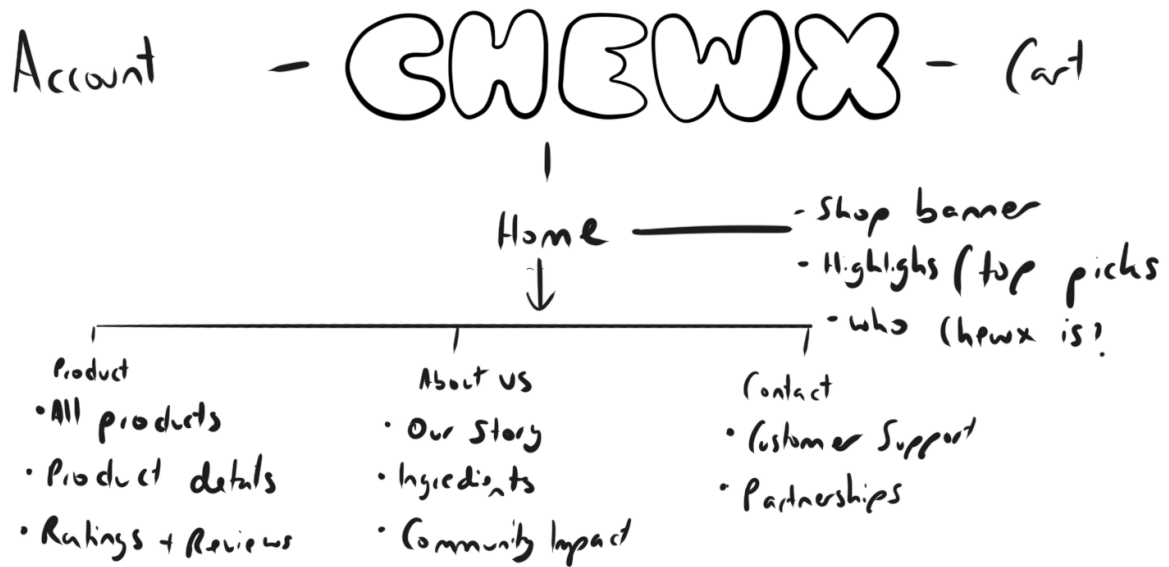 Account - CHEWX - Cart
Home
- Shop banner
- Highlighs (top picks
- who Chewx is?
Product
• All products
• Product details
• Ratings + Reviews
About us
• Our Story
• Ingredients
• Community Impact
Contact
• Customer Support
• Partnerships